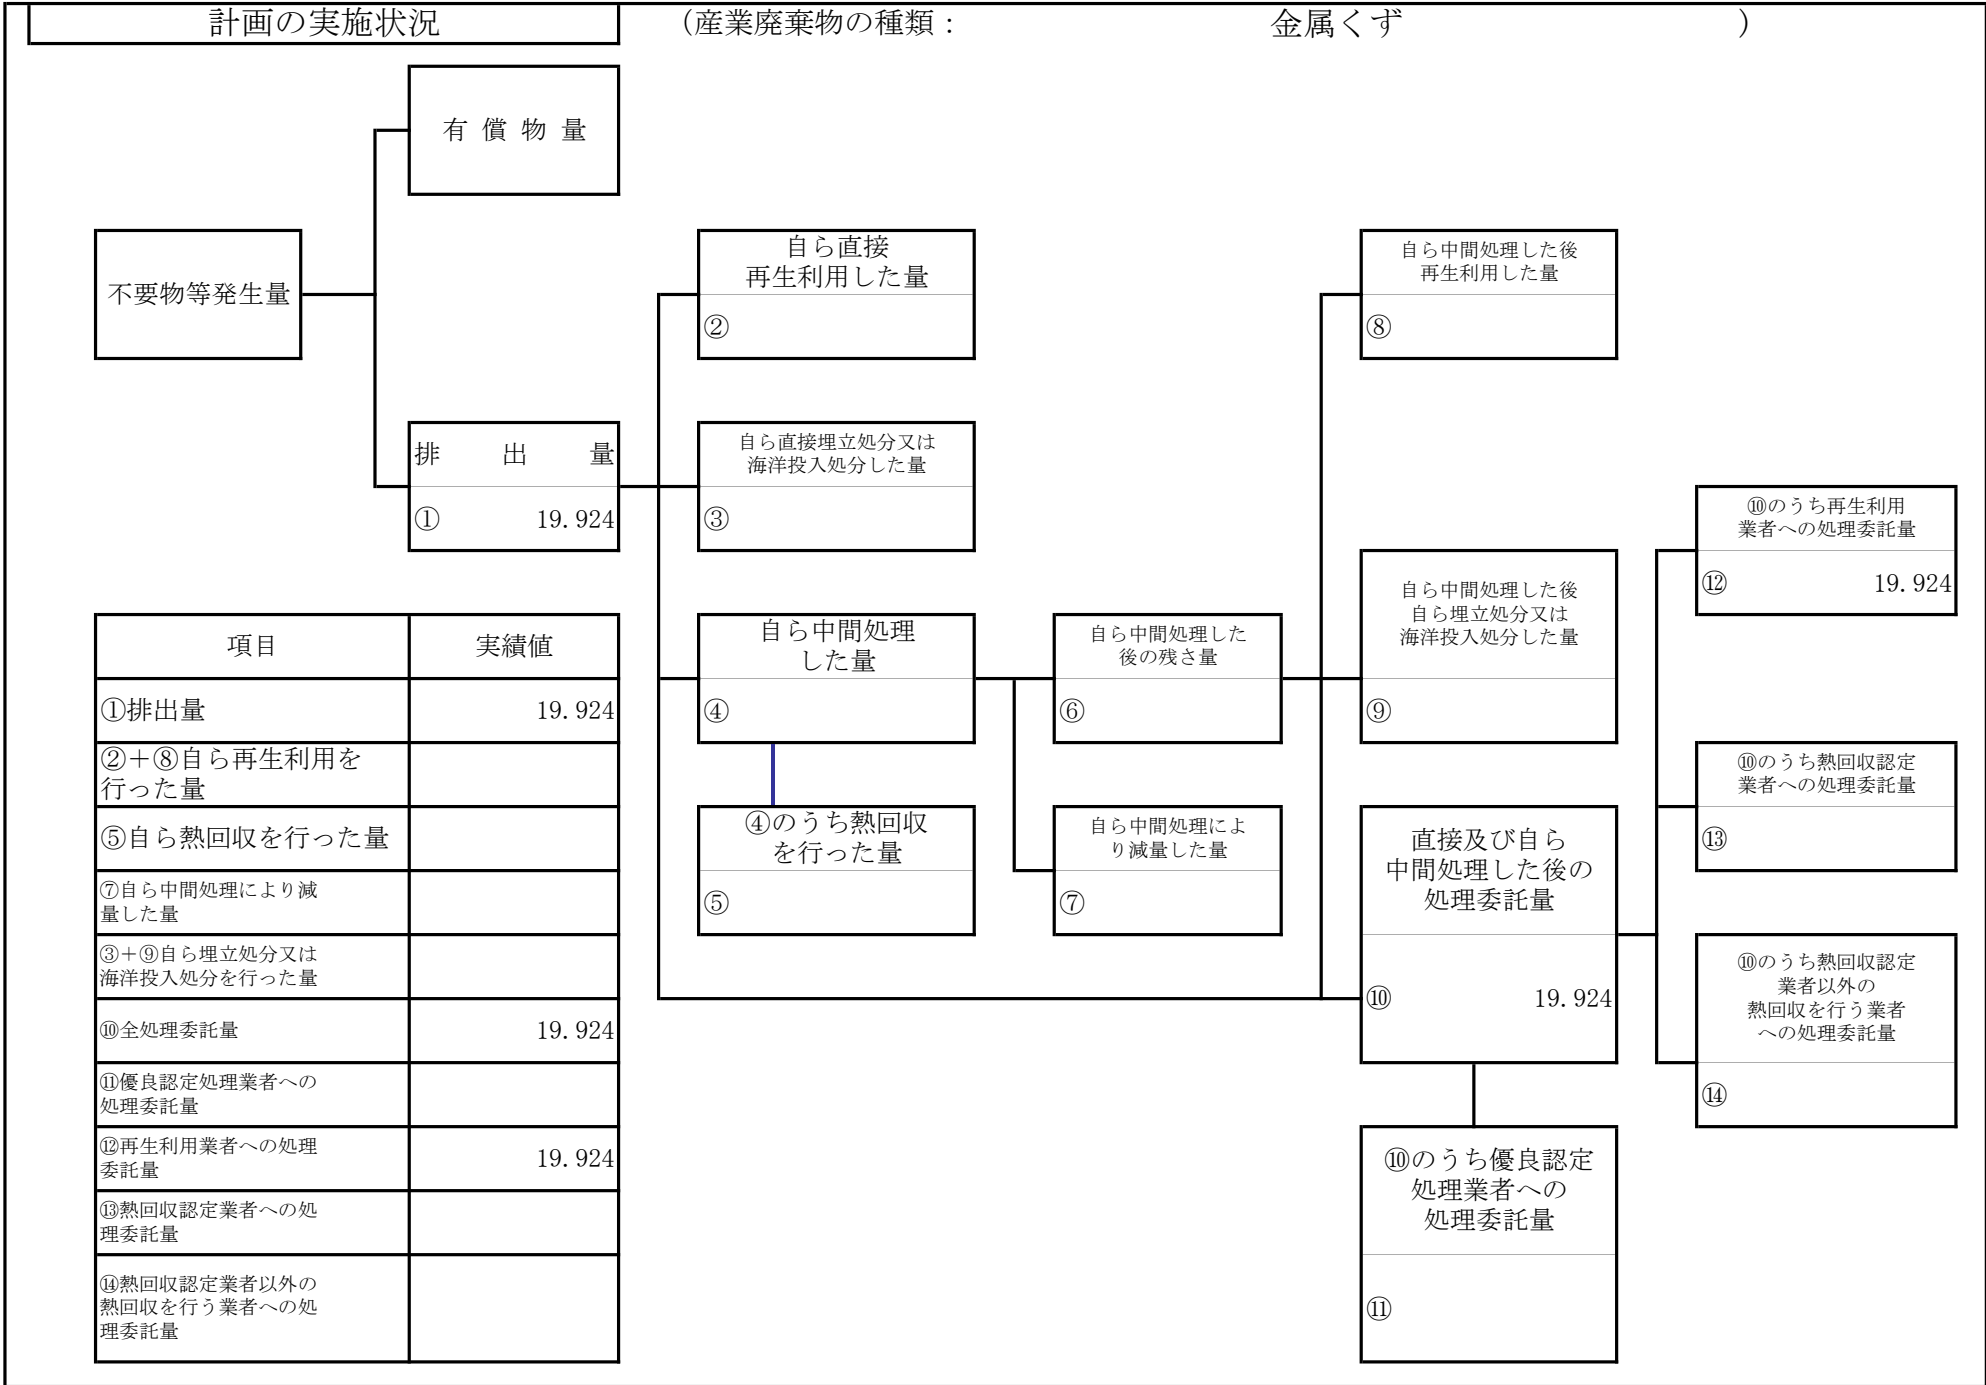 計画の実施状況
（産業廃棄物の種類：　金属くず　）
有償物量
不要物等発生量
自ら直接
再生利用した量
②
自ら中間処理した後
再生利用した量
⑧
排出量
① 19.924
自ら直接埋立処分又は
海洋投入処分した量
③
⑩のうち再生利用
業者への処理委託量
⑫ 19.924
自ら中間処理
した量
④
自ら中間処理した
後の残さ量
⑥
自ら中間処理した後
自ら埋立処分又は
海洋投入処分した量
⑨
⑩のうち熱回収認定
業者への処理委託量
⑬
④のうち熱回収
を行った量
⑤
自ら中間処理によ
り減量した量
⑦
直接及び自ら
中間処理した後の
処理委託量
⑩ 19.924
⑩のうち熱回収認定
業者以外の
熱回収を行う業者
への処理委託量
⑭
⑩のうち優良認定
処理業者への
処理委託量
⑪
項目 実績値
①排出量 19.924
②＋⑧自ら再生利用を
行った量
⑤自ら熱回収を行った量
⑦自ら中間処理により減
量した量
③＋⑨自ら埋立処分又は
海洋投入処分を行った量
⑩全処理委託量 19.924
⑪優良認定処理業者への
処理委託量
⑫再生利用業者への処理
委託量 19.924
⑬熱回収認定業者への処
理委託量
⑭熱回収認定業者以外の
熱回収を行う業者への処
理委託量